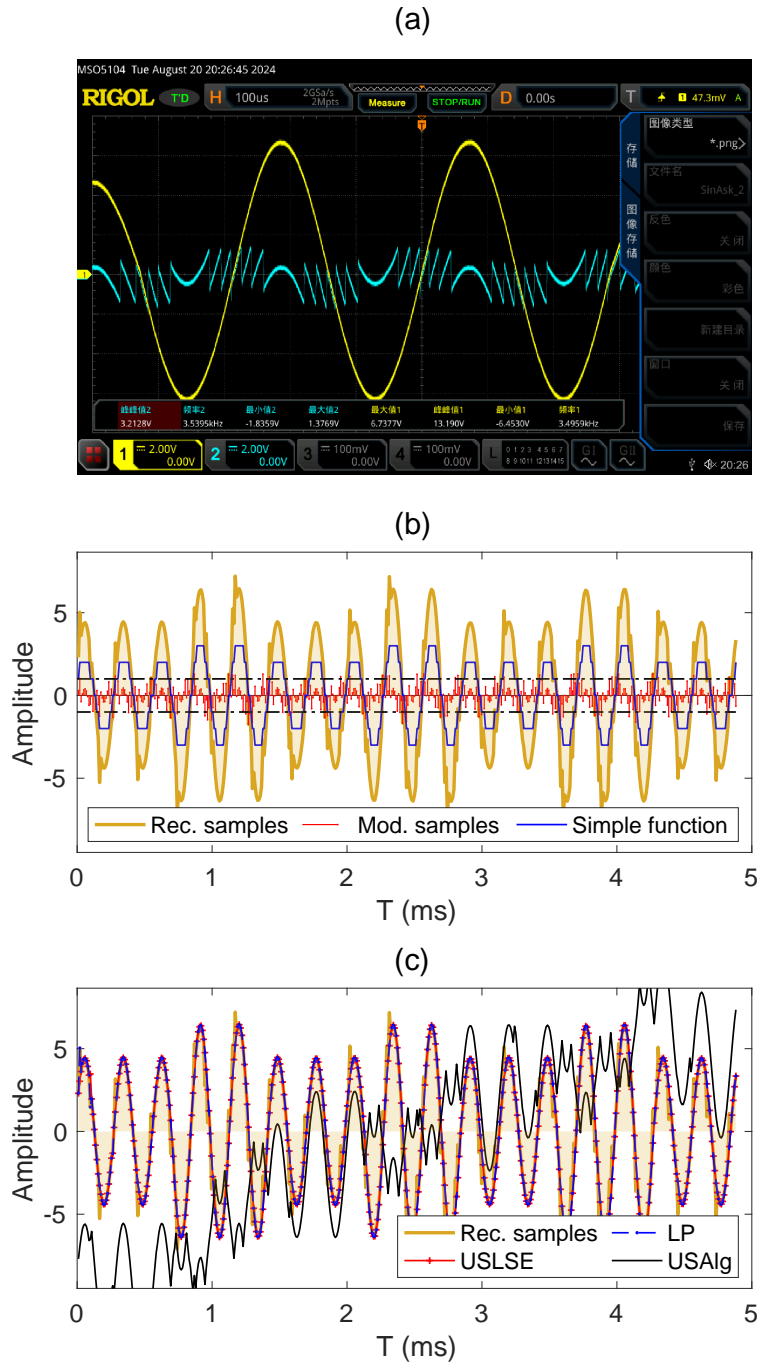 (a)
MSO5104 Tue August 20 20:26:45 2024
RIGOL T'D H 100us 2GSa/s 2Mpts Measure STOP/RUN D 0.00s T 1 47.3mV A
T
图像类型
*.png
存储
文件名
SinAsk_2
图像存储
反色
关 闭
颜色
彩色
新建目录
窗口
关 闭
保存
1
峰峰值2 频率2 最小值2 最大值2 最大值1 峰峰值1 最小值1 频率1
3.2128V 3.5395kHz -1.8359V 1.3769V 6.7377V 13.190V -6.4530V 3.4959kHz
1 2.00V 0.00V 2 2.00V 0.00V 3 100mV 0.00V 4 100mV 0.00V L 0 1 2 3 4 5 6 7 8 9 10 11 12 13 14 15 GI GII 20:26
(b)
Amplitude
5
0
-5
Rec. samples Mod. samples Simple function
0 1 2 3 4 5
T (ms)
(c)
Amplitude
5
0
-5
Rec. samples LP
USLSE USAlg
0 1 2 3 4 5
T (ms)